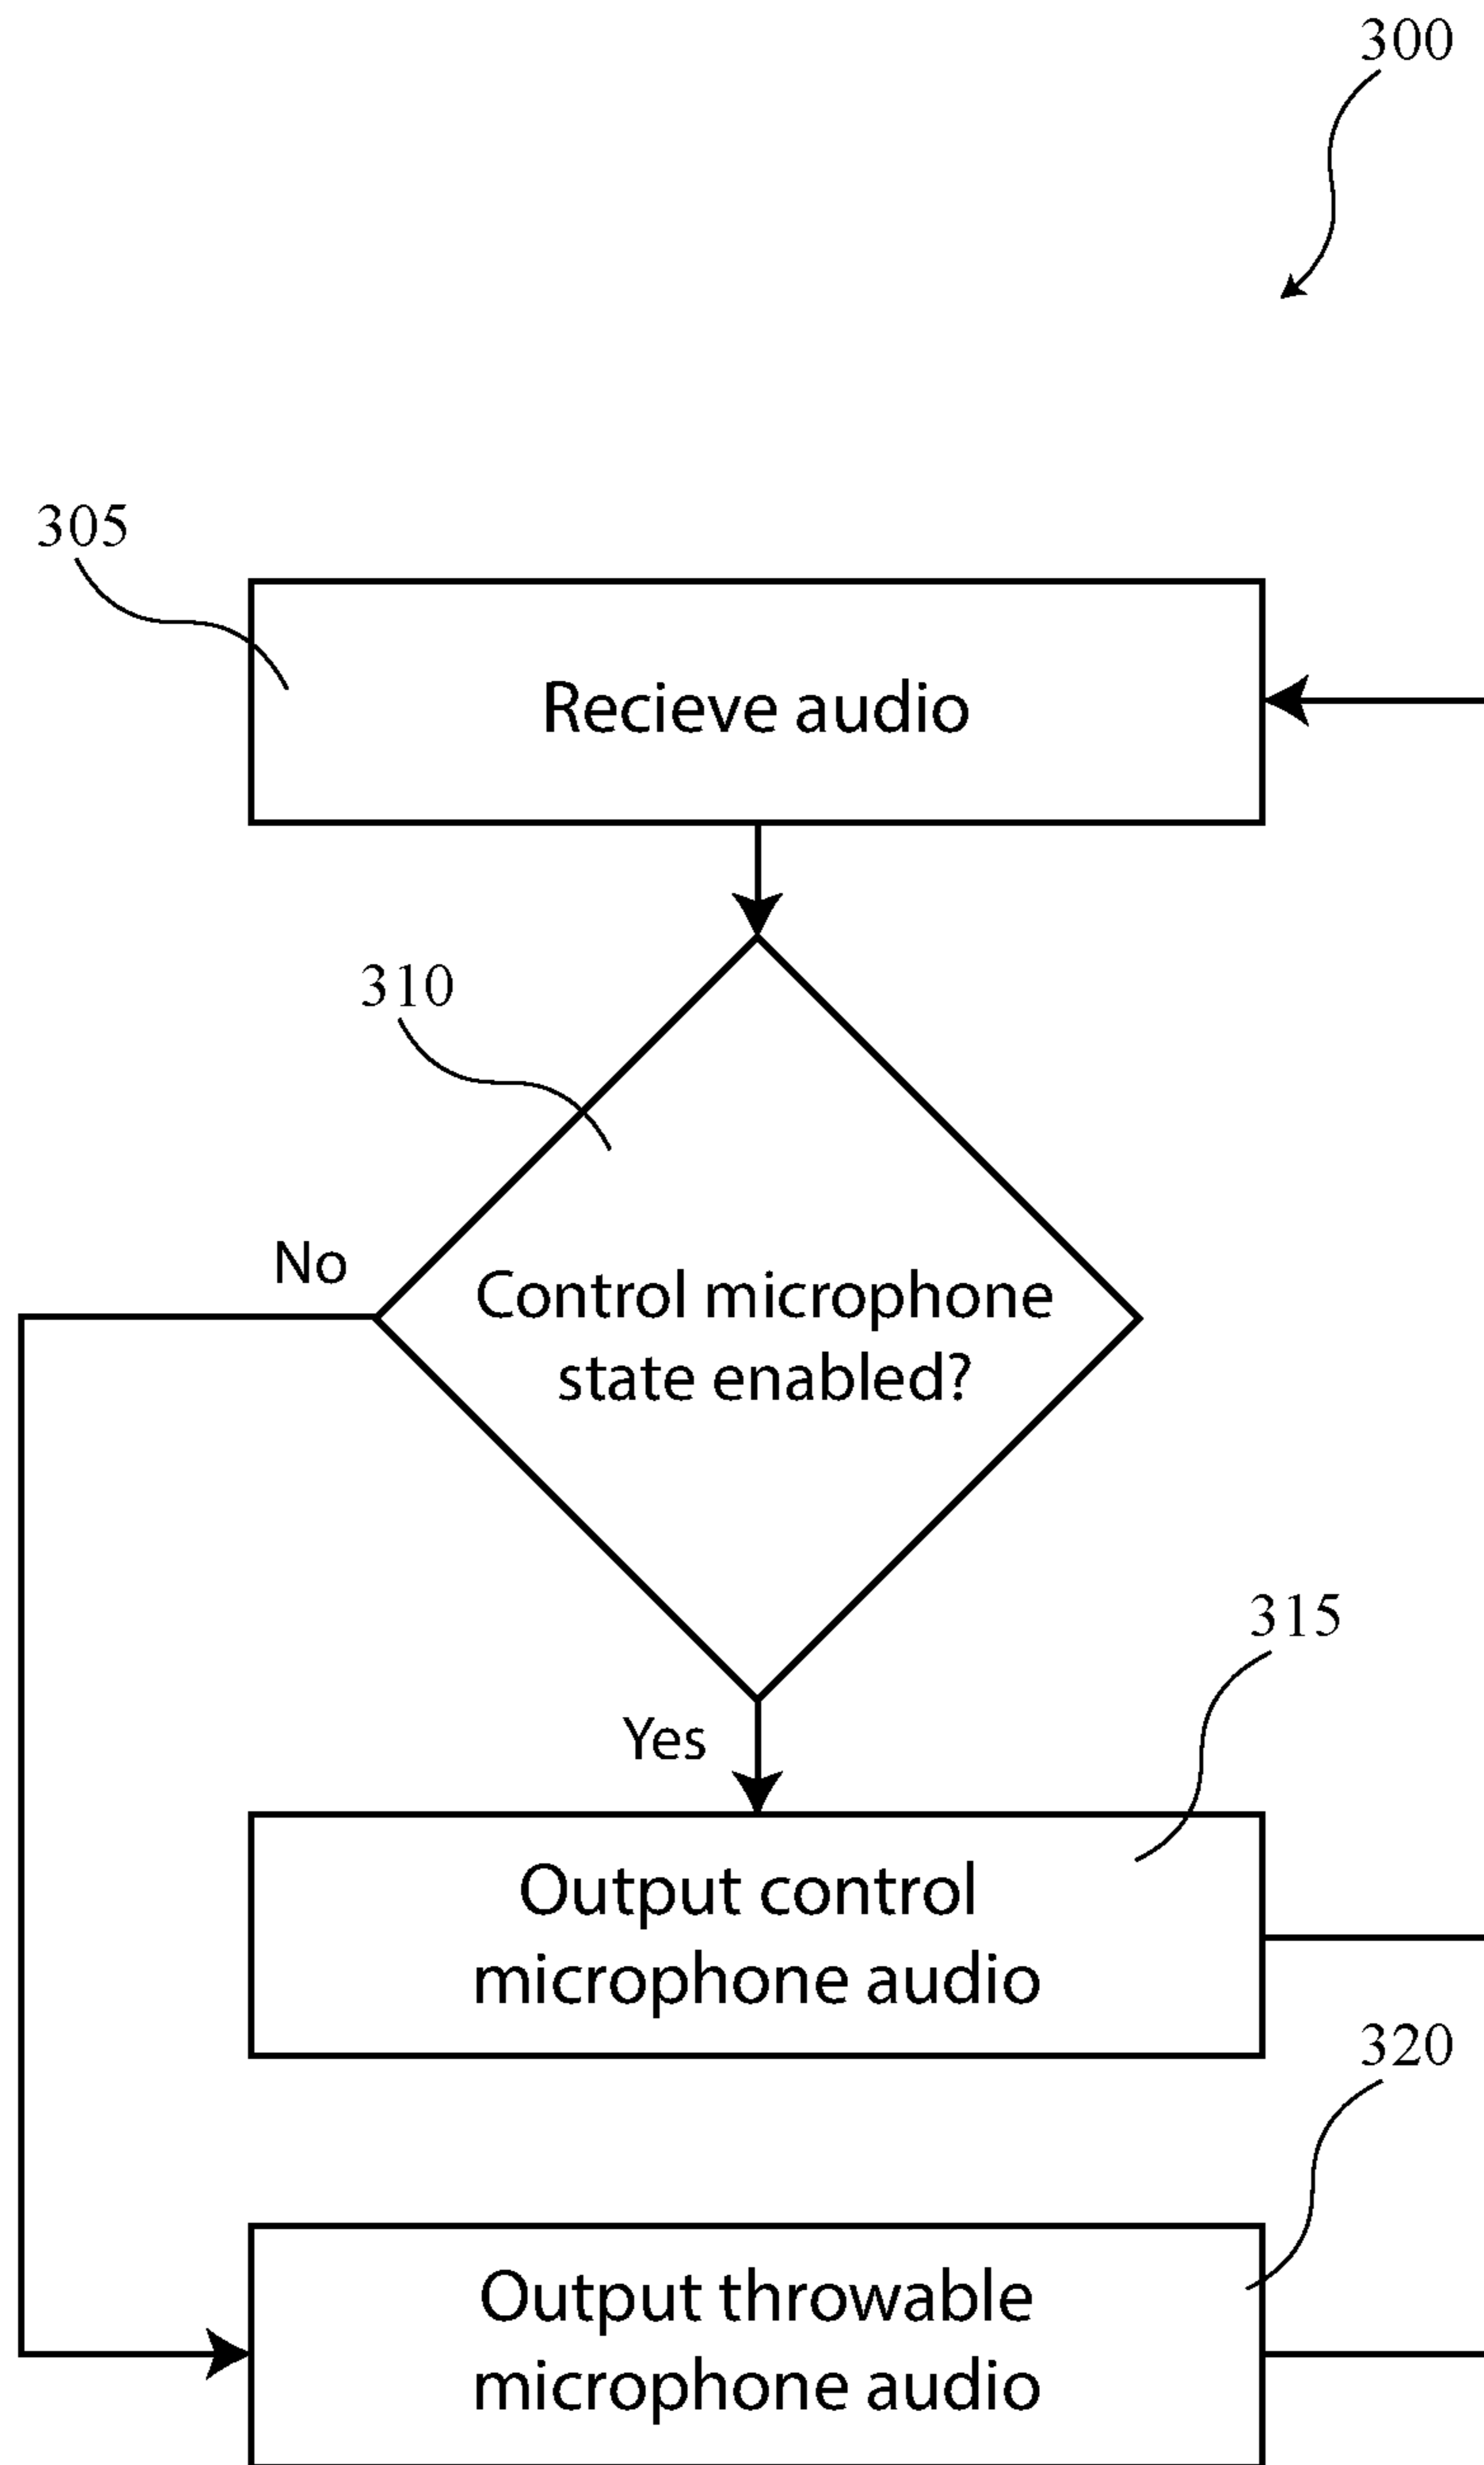 300
305
Recieve audio
310
No
Control microphone
state enabled?
315
Yes
Output control
microphone audio
320
Output throwable
microphone audio